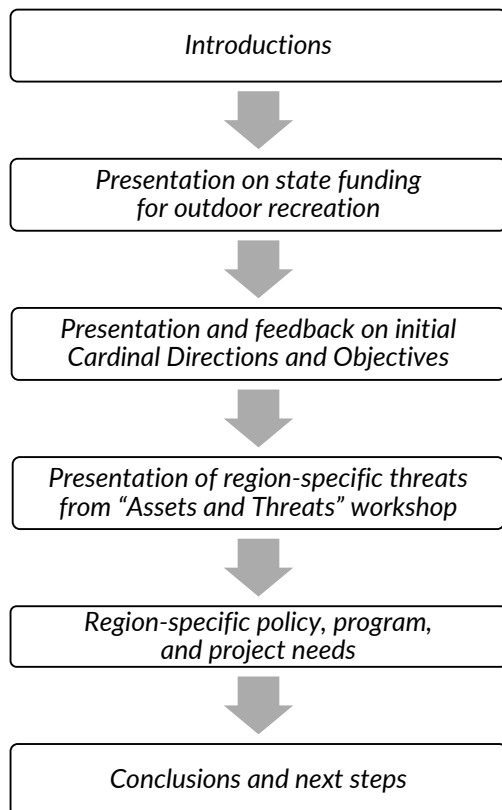 Introductions
Presentation on state funding
for outdoor recreation
Presentation and feedback on initial
Cardinal Directions and Objectives
Presentation of region-specific threats
from “Assets and Threats” workshop
Region-specific policy, program,
and project needs
Conclusions and next steps